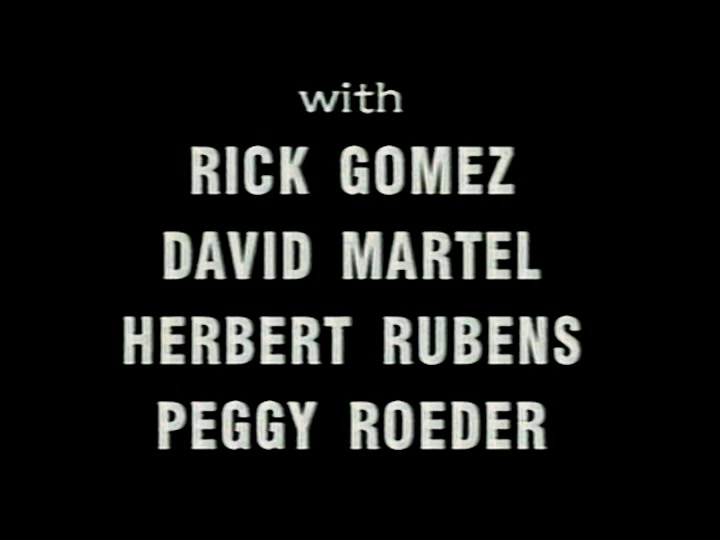 with
RICK GOMEZ
DAVID MARTEL
HERBERT RUBENS
PEGGY ROEDER